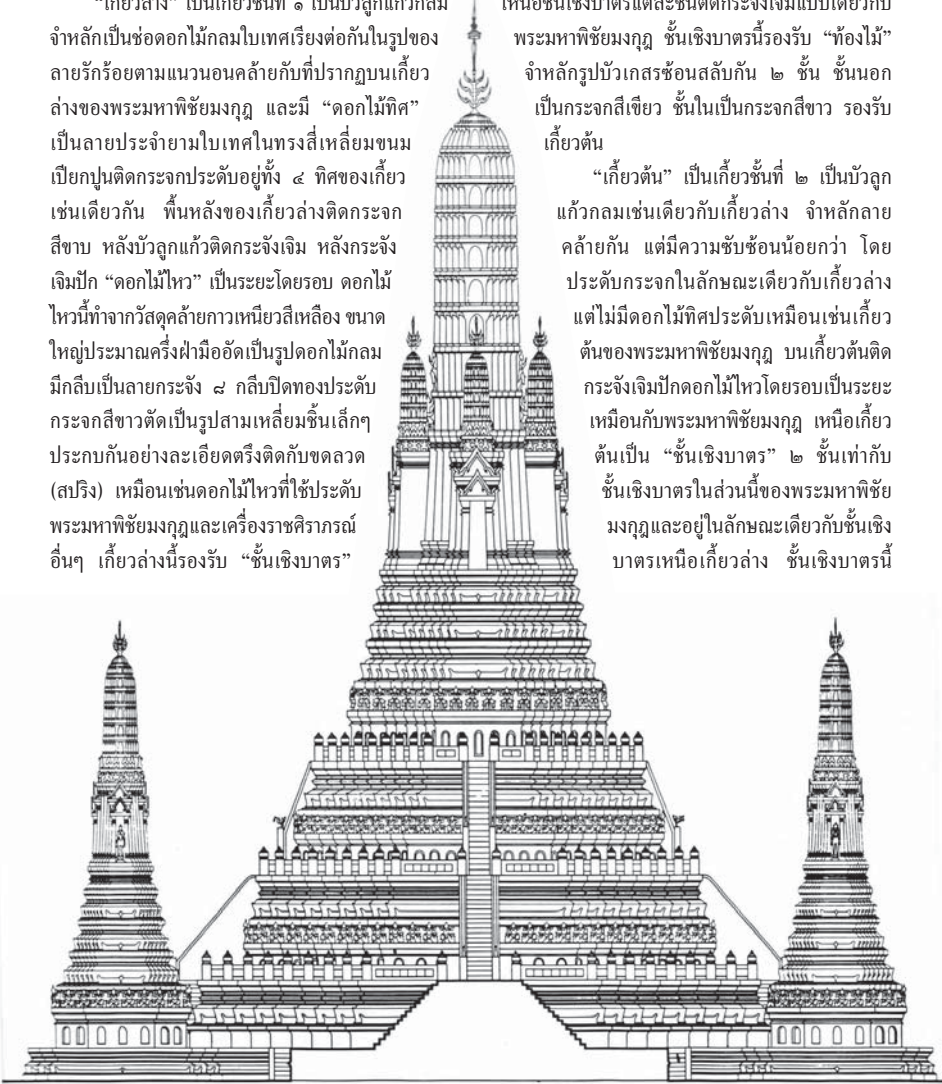 “เกี้ยวล่าง” เป็นเกี้ยวชั้นที่ ๑ เป็นบัวลูกแก้วกลม
จำหลักเป็นช่อดอกไม้กลมใบเทศเรียงต่อกันในรูปของ
ลายรักร้อยตามแนวนอนคล้ายกับที่ปรากฏบนเกี้ยว
ล่างของพระมหาพิชัยมงกุฎ และมี “ดอกไม้ทิศ”
เป็นลายประจำยามใบเทศในทรงสี่เหลี่ยมขนม
เปียกปูนติดกระจกประดับอยู่ทั้ง ๔ ทิศของเกี้ยว
เช่นเดียวกัน พื้นหลังของเกี้ยวล่างติดกระจก
สีขาบ หลังบัวลูกแก้วติดกระจังเจิม หลังกระจัง
เจิมปัก “ดอกไม้ไหว” เป็นระยะโดยรอบ ดอกไม้
ไหวนี้ทำจากวัสดุคล้ายกาวเหนียวสีเหลือง ขนาด
ใหญ่ประมาณครึ่งฝ่ามืออัดเป็นรูปดอกไม้กลม
มีกลีบเป็นลายกระจัง ๘ กลีบปิดทองประดับ
กระจกสีขาวตัดเป็นรูปสามเหลี่ยมชิ้นเล็กๆ
ประกบกันอย่างละเอียดตรึงติดกับขดลวด
(สปริง) เหมือนเช่นดอกไม้ไหวที่ใช้ประดับ
พระมหาพิชัยมงกุฎและเครื่องราชศิราภรณ์
อื่นๆ เกี้ยวล่างนี้รองรับ “ชั้นเชิงบาตร”
เหนือชั้นเชิงบาตรแต่ละชั้นติดกระจังเจิมแบบเดียวกับ
พระมหาพิชัยมงกุฎ ชั้นเชิงบาตรนี้รองรับ “ท้องไม้”
จำหลักรูปบัวเกสรซ้อนสลับกัน ๒ ชั้น ชั้นนอก
เป็นกระจกสีเขียว ชั้นในเป็นกระจกสีขาว รองรับ
เกี้ยวต้น
“เกี้ยวต้น” เป็นเกี้ยวชั้นที่ ๒ เป็นบัวลูก
แก้วกลมเช่นเดียวกับเกี้ยวล่าง จำหลักลาย
คล้ายกัน แต่มีความซับซ้อนน้อยกว่า โดย
ประดับกระจกในลักษณะเดียวกับเกี้ยวล่าง
แต่ไม่มีดอกไม้ทิศประดับเหมือนเช่นเกี้ยว
ต้นของพระมหาพิชัยมงกุฎ บนเกี้ยวต้นติด
กระจังเจิมปักดอกไม้ไหวโดยรอบเป็นระยะ
เหมือนกับพระมหาพิชัยมงกุฎ เหนือเกี้ยว
ต้นเป็น “ชั้นเชิงบาตร” ๒ ชั้นเท่ากับ
ชั้นเชิงบาตรในส่วนนี้ของพระมหาพิชัย
มงกุฎและอยู่ในลักษณะเดียวกับชั้นเชิง
บาตรเหนือเกี้ยวล่าง ชั้นเชิงบาตรนี้